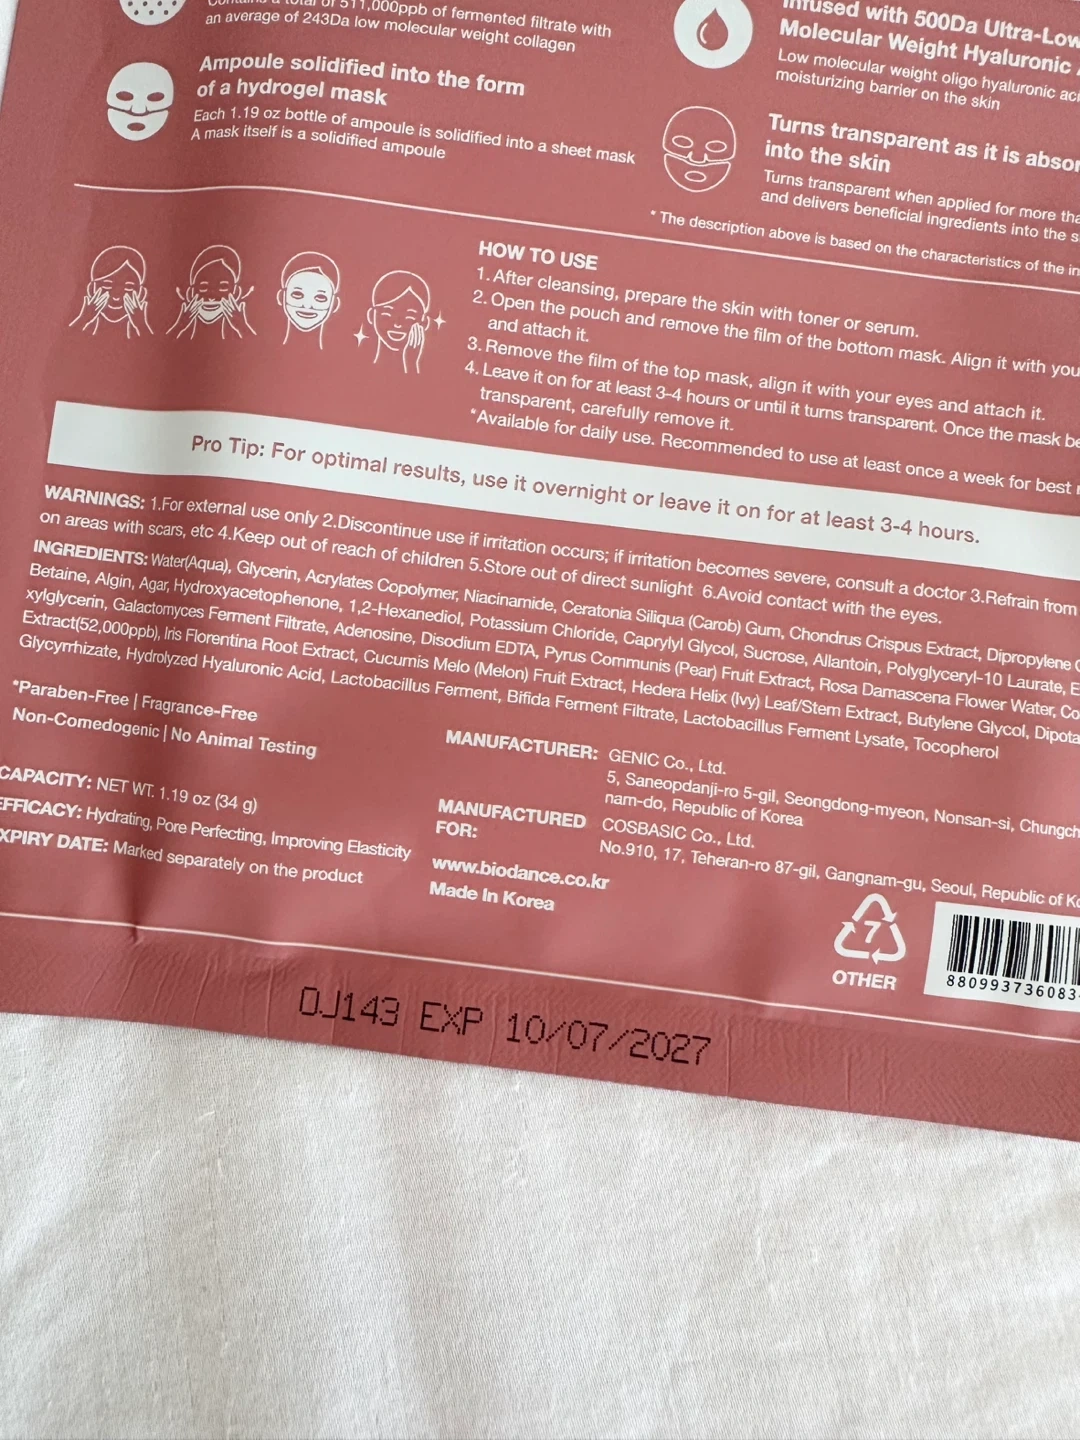 Contains a total of 511,000ppb of fermented filtrate with
an average of 243Da low molecular weight collagen
Ampoule solidified into the form
of a hydrogel mask
Each 1.19 oz bottle of ampoule is solidified into a sheet mask
A mask itself is a solidified ampoule
Infused with 500Da Ultra-Low
Molecular Weight Hyaluronic
Low molecular weight oligo hyaluronic
moisturizing barrier on the skin
Turns transparent as it is
into the skin
Turns transparent when applied for more
and delivers beneficial ingredients into the
* The description above is based on the characteristics of the
HOW TO USE
1. After cleansing, prepare the skin with toner or serum.
2. Open the pouch and remove the film of the bottom mask. Align it with
and attach it.
3. Remove the film of the top mask, align it with your eyes and attach it.
4. Leave it on for at least 3-4 hours or until it turns transparent. Once the mask
transparent, carefully remove it.
*Available for daily use. Recommended to use at least once a week for best
Pro Tip: For optimal results, use it overnight or leave it on for at least 3-4 hours.
WARNINGS: 1.For external use only 2.Discontinue use if irritation occurs; if irritation becomes severe, consult a doctor 3.Refrain from
on areas with scars, etc 4.Keep out of reach of children 5.Store out of direct sunlight 6.Avoid contact with the eyes.
INGREDIENTS: Water(Aqua), Glycerin, Acrylates Copolymer, Niacinamide, Ceratonia Siliqua (Carob) Gum, Chondrus Crispus Extract, Dipropylene
Betaine, Algin, Agar, Hydroxyacetophenone, 1,2-Hexanediol, Potassium Chloride, Caprylyl Glycol, Sucrose, Allantoin, Polyglyceryl-10 Laurate,
xylglycerin, Galactomyces Ferment Filtrate, Adenosine, Disodium EDTA, Pyrus Communis (Pear) Fruit Extract, Rosa Damascena Flower Water,
Extract(52,000ppb), Iris Florentina Root Extract, Cucumis Melo (Melon) Fruit Extract, Hedera Helix (Ivy) Leaf/Stem Extract, Butylene Glycol,
Glycyrrhizate, Hydrolyzed Hyaluronic Acid, Lactobacillus Ferment, Bifida Ferment Filtrate, Lactobacillus Ferment Lysate, Tocopherol
*Paraben-Free | Fragrance-Free
Non-Comedogenic | No Animal Testing
CAPACITY: NET WT. 1.19 oz (34 g)
EFFICACY: Hydrating, Pore Perfecting, Improving Elasticity
XPIRY DATE: Marked separately on the product
MANUFACTURER: GENIC Co., Ltd.
5, Saneopdanji-ro 5-gil, Seongdong-myeon, Nonsan-si, Chungch
nam-do, Republic of Korea
MANUFACTURED
FOR:
COSBASIC Co., Ltd.
No.910, 17, Teheran-ro 87-gil, Gangnam-gu, Seoul, Republic of
www.biodance.co.kr
Made In Korea
7
OTHER
880993736083
OJ143 EXP 10/07/2027